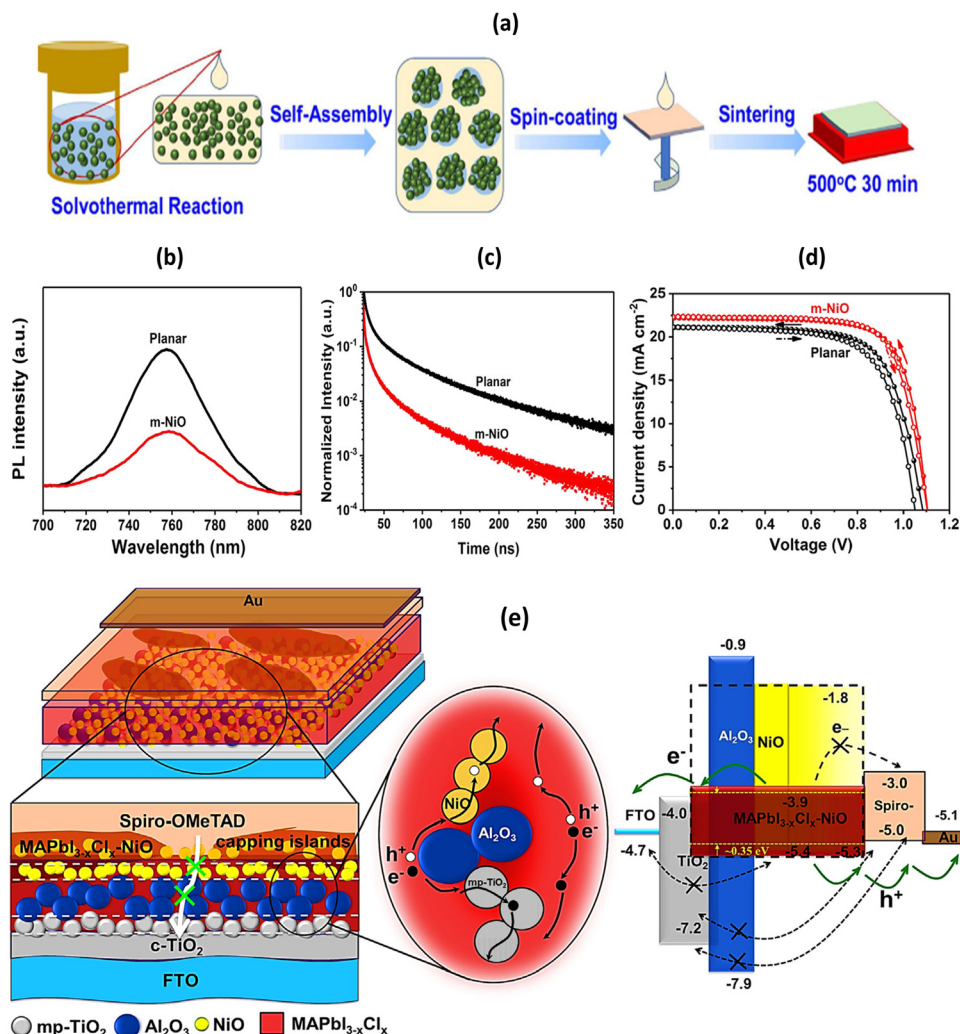 (a)
Self-Assembly
Spin-coating
Sintering
Solvothermal Reaction
500°C 30 min
(b)
(c)
(d)
PL intensity (a.u.)
Planar
m-NiO
700 720 740 760 780 800 820
Wavelength (nm)
Normalized Intensity (a.u.)
10⁰
10⁻¹
10⁻²
10⁻³
10⁻⁴
Planar
m-NiO
50 100 150 200 250 300 350
Time (ns)
Current density (mA cm⁻²)
25
20
15
10
5
0
m-NiO
Planar
0.0 0.2 0.4 0.6 0.8 1.0 1.2
Voltage (V)
(e)
Au
Spiro-OMeTAD
MAPbI₃₋ₓClₓ-NiO capping islands
c-TiO₂
FTO
NiO
Al₂O₃
h⁺
e⁻
mp-TiO₂
h⁺
e⁻
-0.9
-1.8
Al₂O₃
NiO
e−
e⁻
-3.0
FTO
-4.0
-3.9
Spiro-
MAPbI₃₋ₓClₓ-NiO
-5.0
-5.1
Au
-4.7
TiO₂
~0.35 eV
-5.4
-5.3
h⁺
-7.2
-7.9
mp-TiO₂ Al₂O₃ NiO MAPbI₃₋ₓClₓ